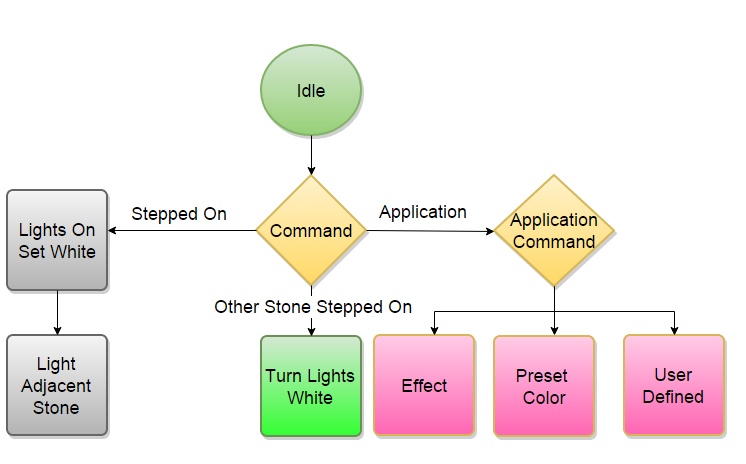 Idle
Stepped On
Application
Lights On
Set White
Command
Application
Command
Other Stone Stepped On
Light
Adjacent
Stone
Turn Lights
White
Effect
Preset
Color
User
Defined